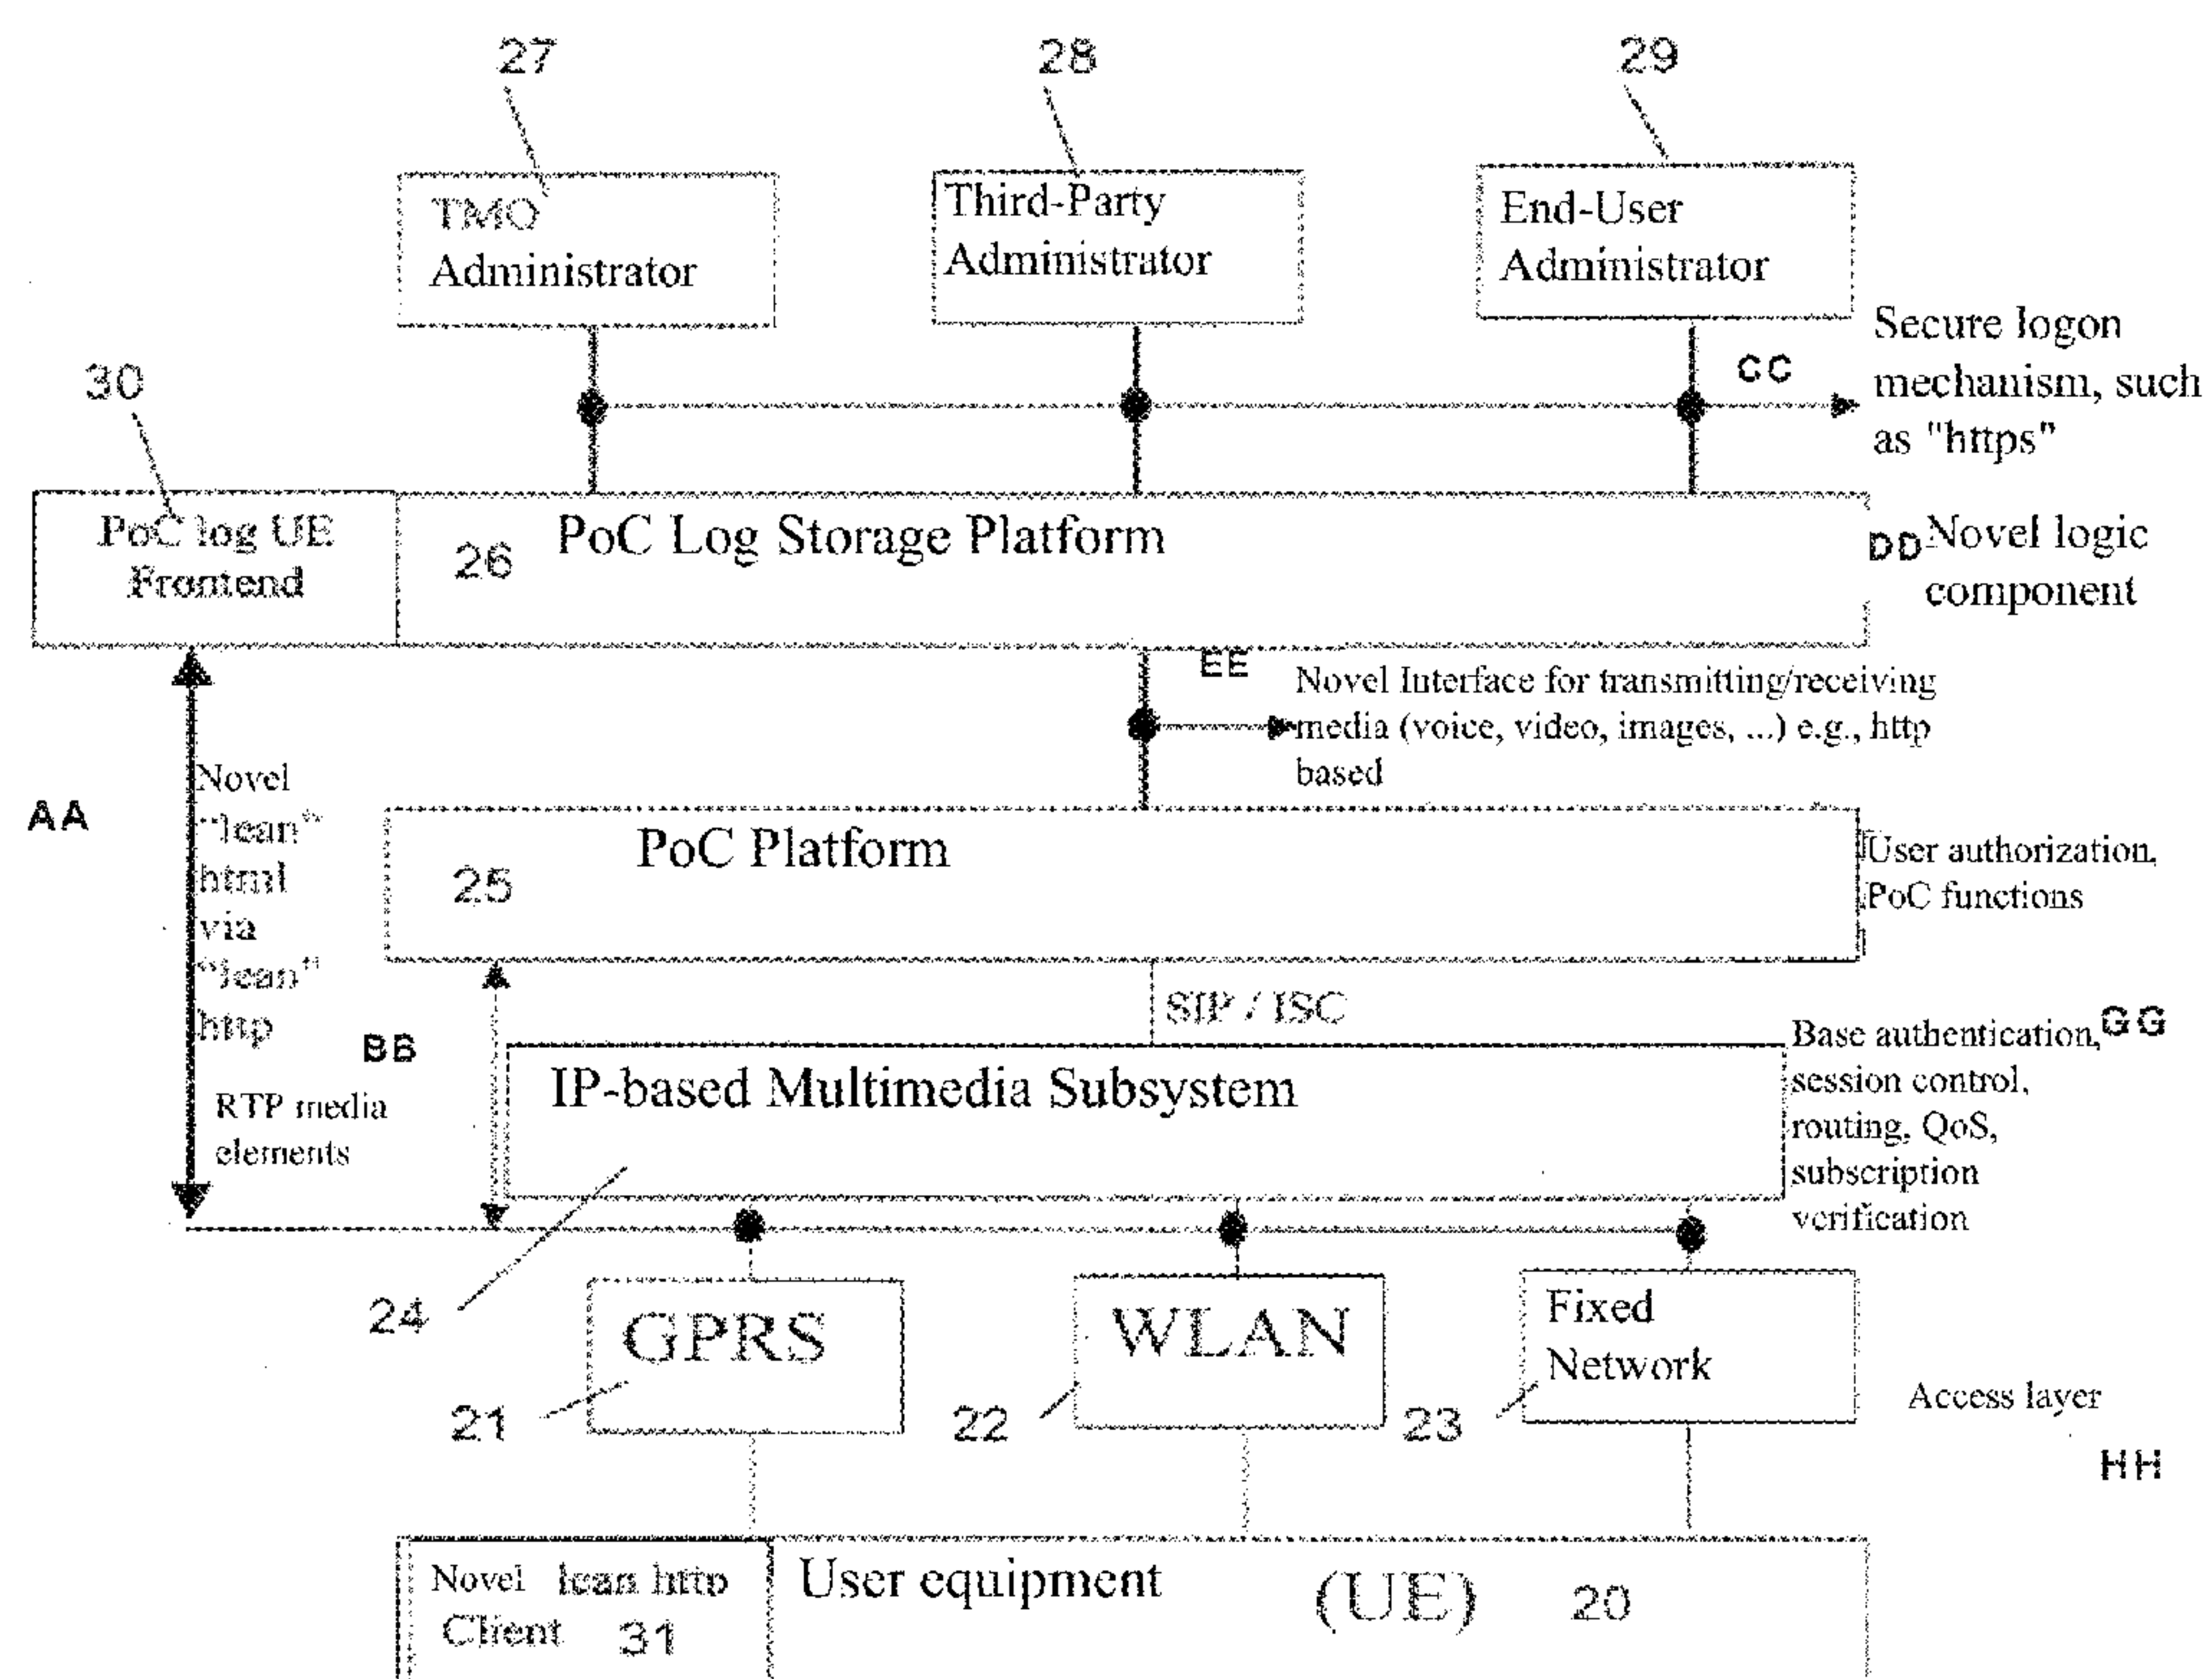 27
28
29
TMO
Administrator
Third-Party
Administrator
End-User
Administrator
Secure logon
mechanism, such
as "https"
CC
30
PoC log UE
Frontend
26
PoC Log Storage Platform
DD
Novel logic
component
EE
Novel Interface for transmitting/receiving
media (voice, video, images, ...) e.g., http
based
AA
Novel
"lean"
html
via
"lean"
http
25
PoC Platform
User authorization,
PoC functions
SIP / ISC
BB
RTP media
elements
IP-based Multimedia Subsystem
Base authentication,
session control,
routing, QoS,
subscription
verification
GG
24
GPRS
WLAN
Fixed
Network
21
22
23
Access layer
HH
Novel lean http
Client 31
User equipment (UE) 20